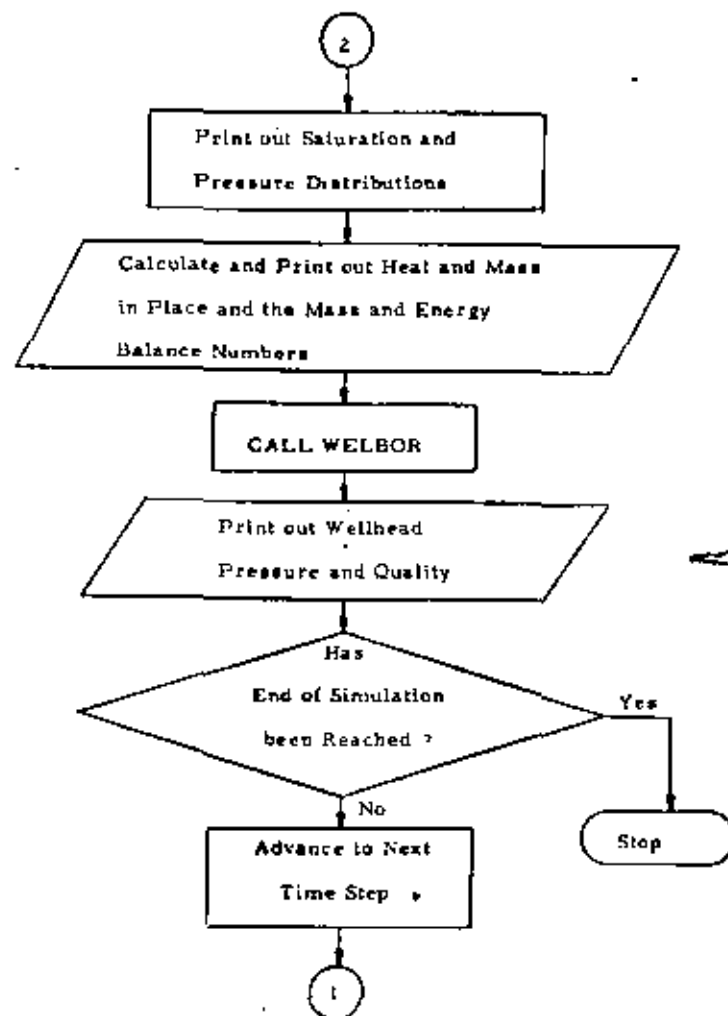 2
Print out Saturation and
Pressure Distributions
Calculate and Print out Heat and Mass
in Place and the Mass and Energy
Balance Numbers
CALL WELBOR
Print out Wellhead
Pressure and Quality
Has
End of Simulation
been Reached ?
Yes
No
Stop
Advance to Next
Time Step
1